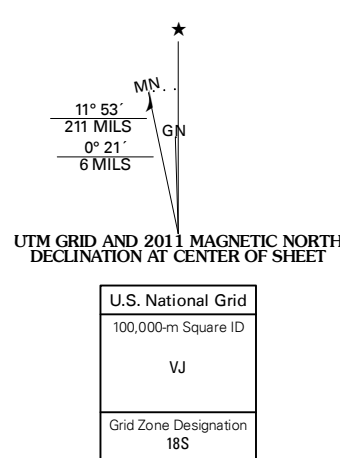 ★
MN
11° 53´
211 MILS
GN
0° 21´
6 MILS
UTM GRID AND 2011 MAGNETIC NORTH
DECLINATION AT CENTER OF SHEET
U.S. National Grid
100,000-m Square ID
VJ
Grid Zone Designation
18S